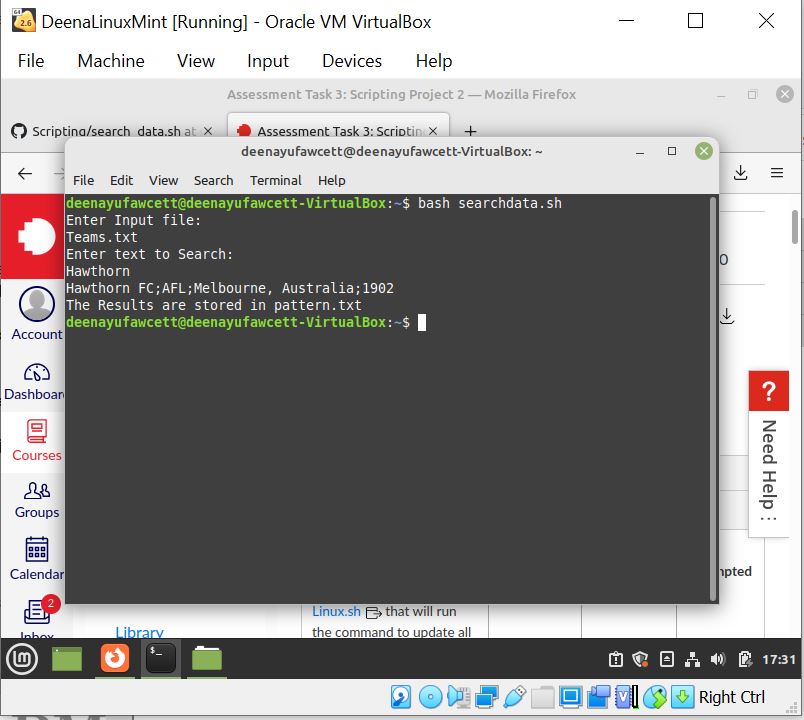 DeenaLinuxMint [Running] - Oracle VM VirtualBox
File Machine View Input Devices Help
Assessment Task 3: Scripting Project 2 — Mozilla Firefox
Scripting/search_data.sh at
Assessment Task 3: Scripting
deenayufawcett@deenayufawcett-VirtualBox: ~
File Edit View Search Terminal Help
deenayufawcett@deenayufawcett-VirtualBox:~$ bash searchdata.sh
Enter Input file:
Teams.txt
Enter text to Search:
Hawthorn
Hawthorn FC;AFL;Melbourne, Australia;1902
The Results are stored in pattern.txt
deenayufawcett@deenayufawcett-VirtualBox:~$
Account
Dashboar
Courses
Groups
Calendar
2
Inbox
0
?
Need Help
mpted
Library
Linux.sh that will run
the command to update all
17:31
Right Ctrl